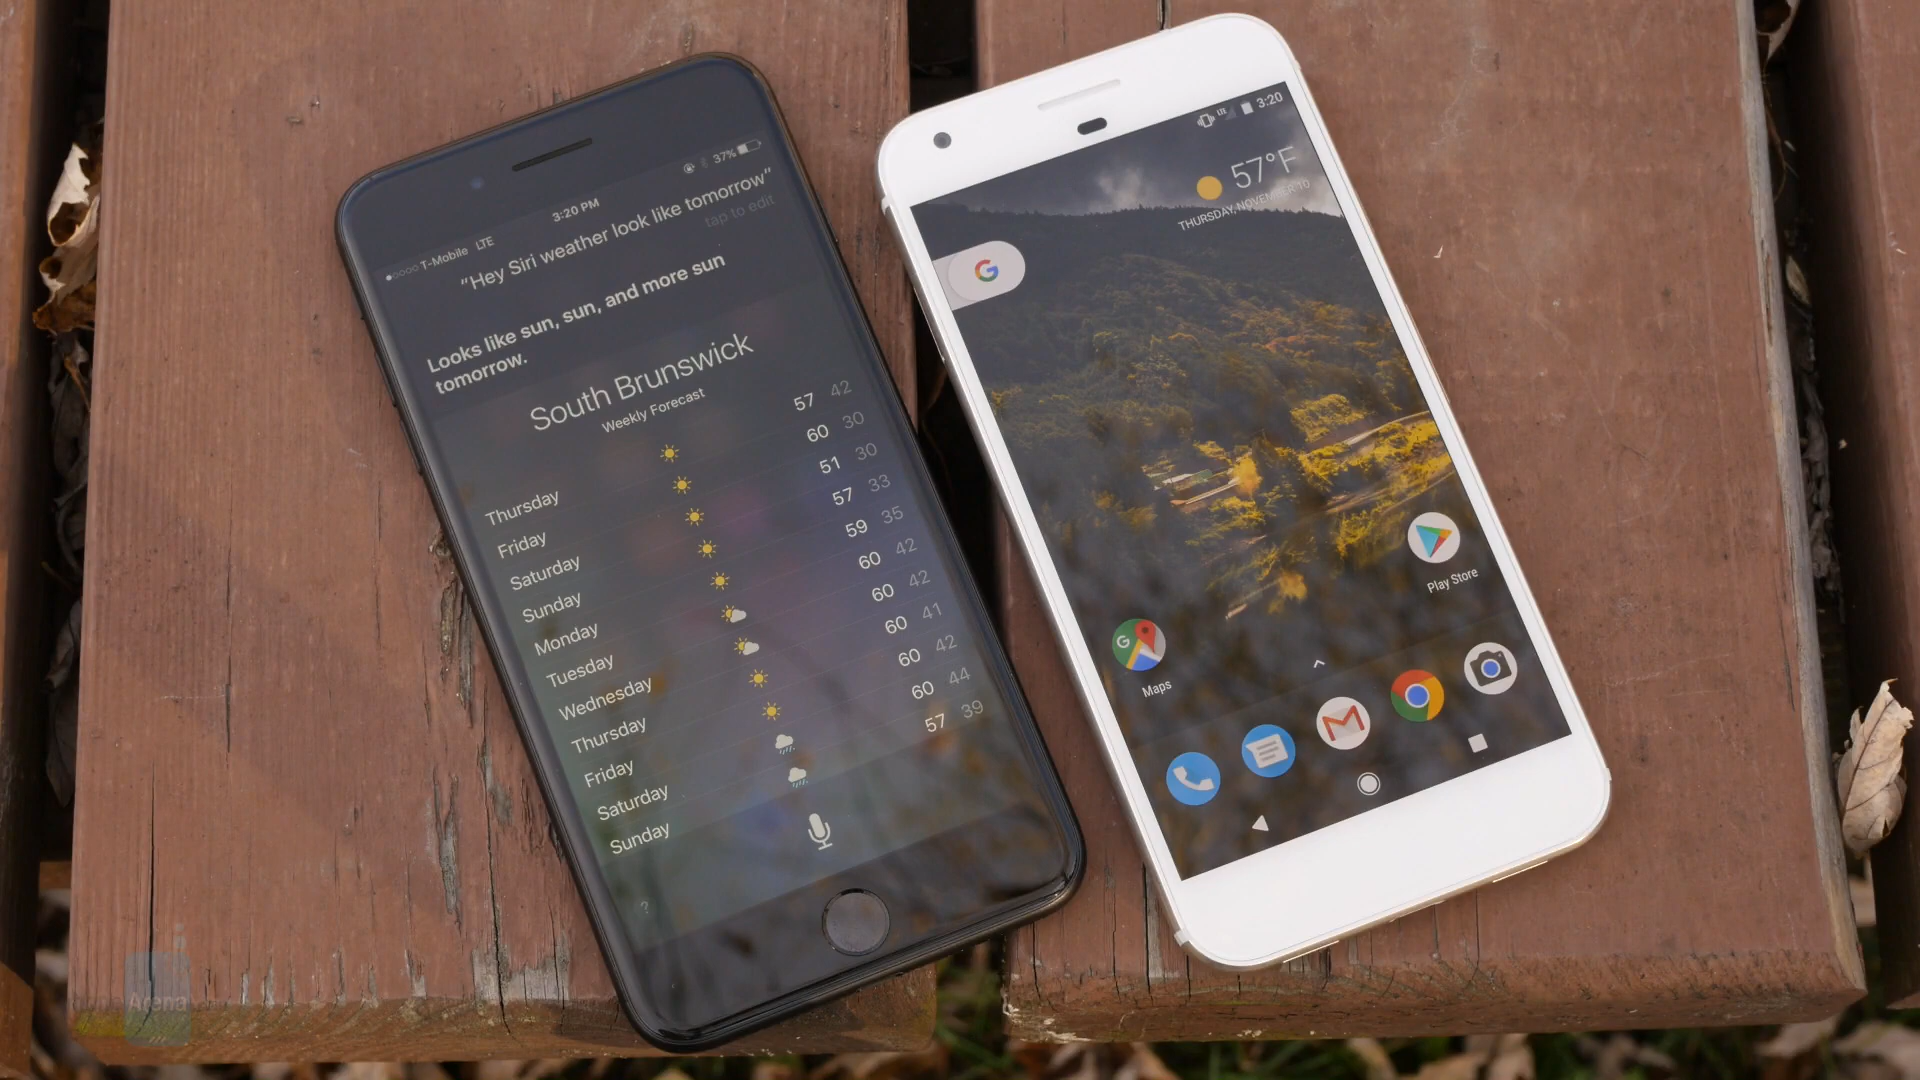 T-Mobile LTE
3:20 PM
37%
“Hey Siri weather look like tomorrow”
tap to edit
Looks like sun, sun, and more sun
tomorrow.
South Brunswick
Weekly Forecast
Thursday 57 42
Friday 60 30
Saturday 51 30
Sunday 57 33
Monday 59 35
Tuesday 60 42
Wednesday 60 42
Thursday 60 41
Friday 60 42
Saturday 60 44
Sunday 57 39
?
LTE 3:20
57°F
THURSDAY, NOVEMBER 10
G
Play Store
G
Maps
Arena